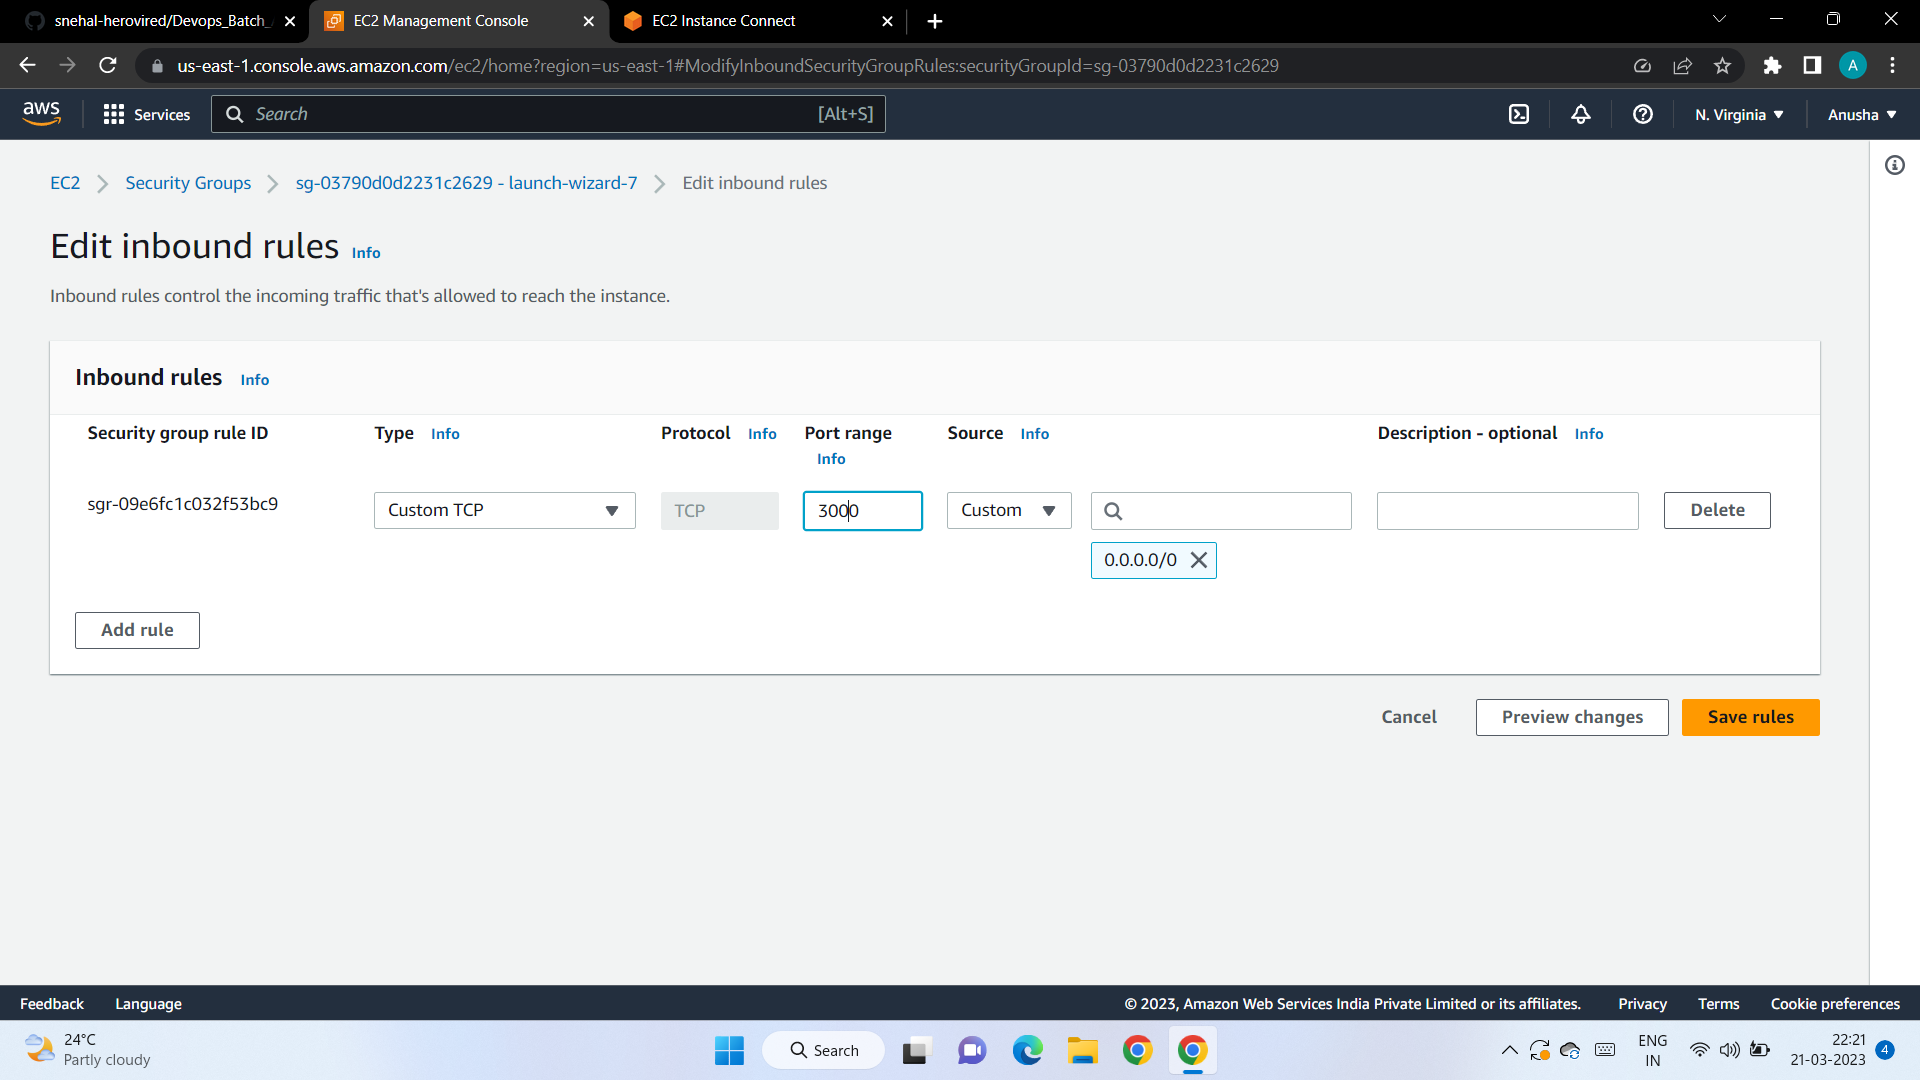 snehal-herovired/Devops_Batch_
EC2 Management Console
EC2 Instance Connect
us-east-1.console.aws.amazon.com/ec2/home?region=us-east-1#ModifyInboundSecurityGroupRules:securityGroupId=sg-03790d0d2231c2629
A
aws
Services
Search
[Alt+S]
N. Virginia
Anusha
EC2
Security Groups
sg-03790d0d2231c2629 - launch-wizard-7
Edit inbound rules
Edit inbound rules Info
Inbound rules control the incoming traffic that's allowed to reach the instance.
Inbound rules Info
Security group rule ID
Type Info
Protocol Info
Port range
Info
Source Info
Description - optional Info
sgr-09e6fc1c032f53bc9
Custom TCP
TCP
3000
Custom
Delete
0.0.0.0/0
Add rule
Cancel
Preview changes
Save rules
Feedback
Language
© 2023, Amazon Web Services India Private Limited or its affiliates.
Privacy
Terms
Cookie preferences
24°C
Partly cloudy
Search
ENG
IN
22:21
21-03-2023
4